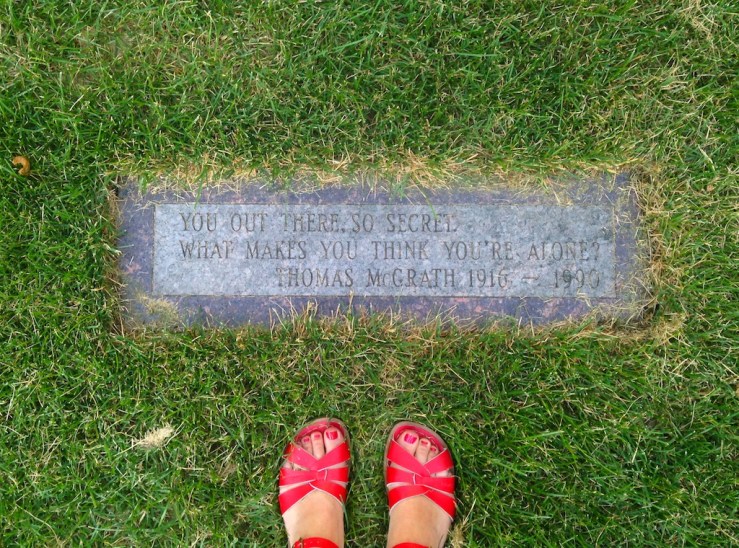 YOU OUT THERE, SO SECRET.
WHAT MAKES YOU THINK YOU'RE ALONE?
THOMAS McGRATH 1916 — 1990